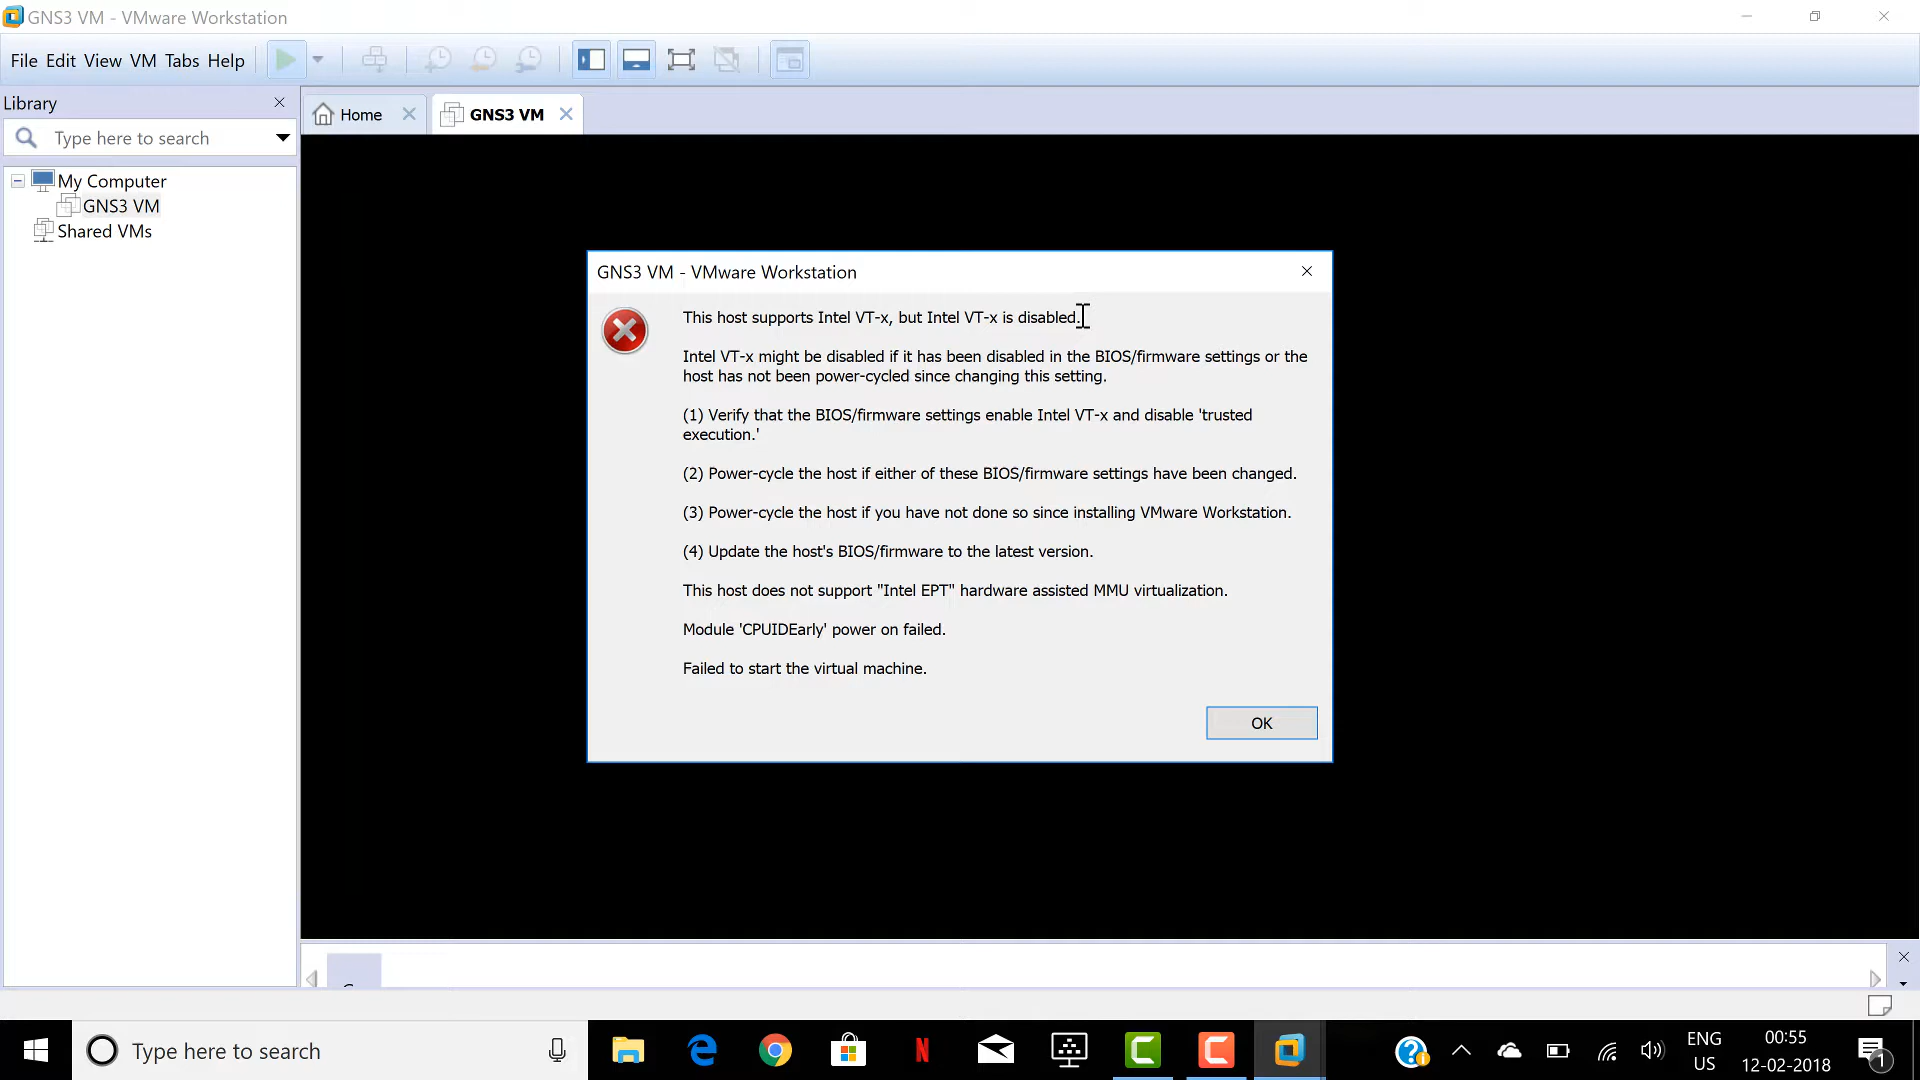 GNS3 VM - VMware Workstation
File Edit View VM Tabs Help
Library
Type here to search
My Computer
GNS3 VM
Shared VMs
Home
GNS3 VM
GNS3 VM - VMware Workstation
This host supports Intel VT-x, but Intel VT-x is disabled.
Intel VT-x might be disabled if it has been disabled in the BIOS/firmware settings or the
host has not been power-cycled since changing this setting.
(1) Verify that the BIOS/firmware settings enable Intel VT-x and disable 'trusted
execution.'
(2) Power-cycle the host if either of these BIOS/firmware settings have been changed.
(3) Power-cycle the host if you have not done so since installing VMware Workstation.
(4) Update the host's BIOS/firmware to the latest version.
This host does not support "Intel EPT" hardware assisted MMU virtualization.
Module 'CPUIDEarly' power on failed.
Failed to start the virtual machine.
OK
Type here to search
ENG
US
00:55
12-02-2018
1